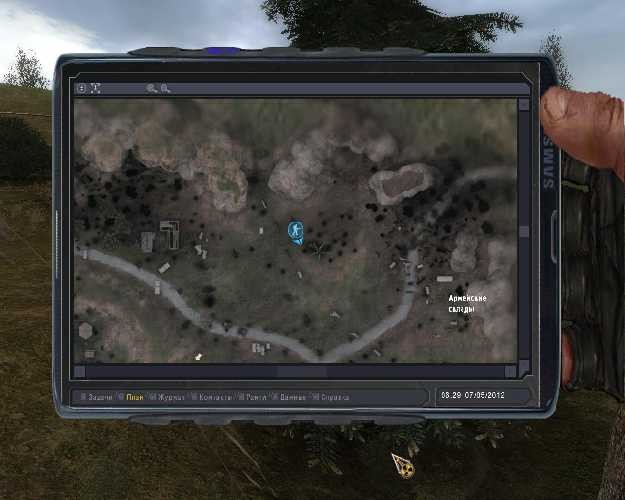 SAMS
Армейские
склады
Задачи План Журнал Контакты Ранги Данные Справка
08:29 07/05/2012